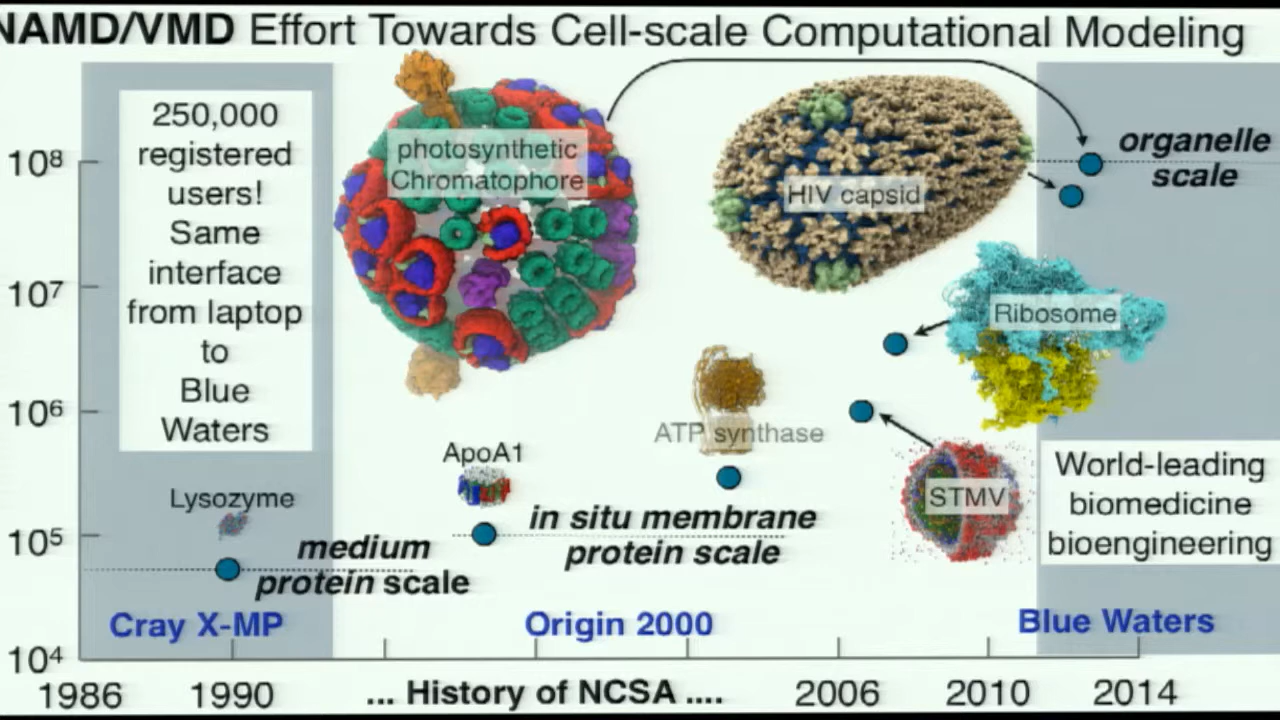 NAMD/VMD Effort Towards Cell-scale Computational Modeling
250,000
registered
users!
Same
interface
from laptop
to
Blue
Waters
photosynthetic
Chromatophore
HIV capsid
organelle
scale
Ribosome
ATP synthase
ApoA1
STMV
Lysozyme
World-leading
biomedicine
bioengineering
in situ membrane
protein scale
medium
protein scale
Cray X-MP
Origin 2000
Blue Waters
10⁸
10⁷
10⁶
10⁵
10⁴
1986 1990 ... History of NCSA .... 2006 2010 2014